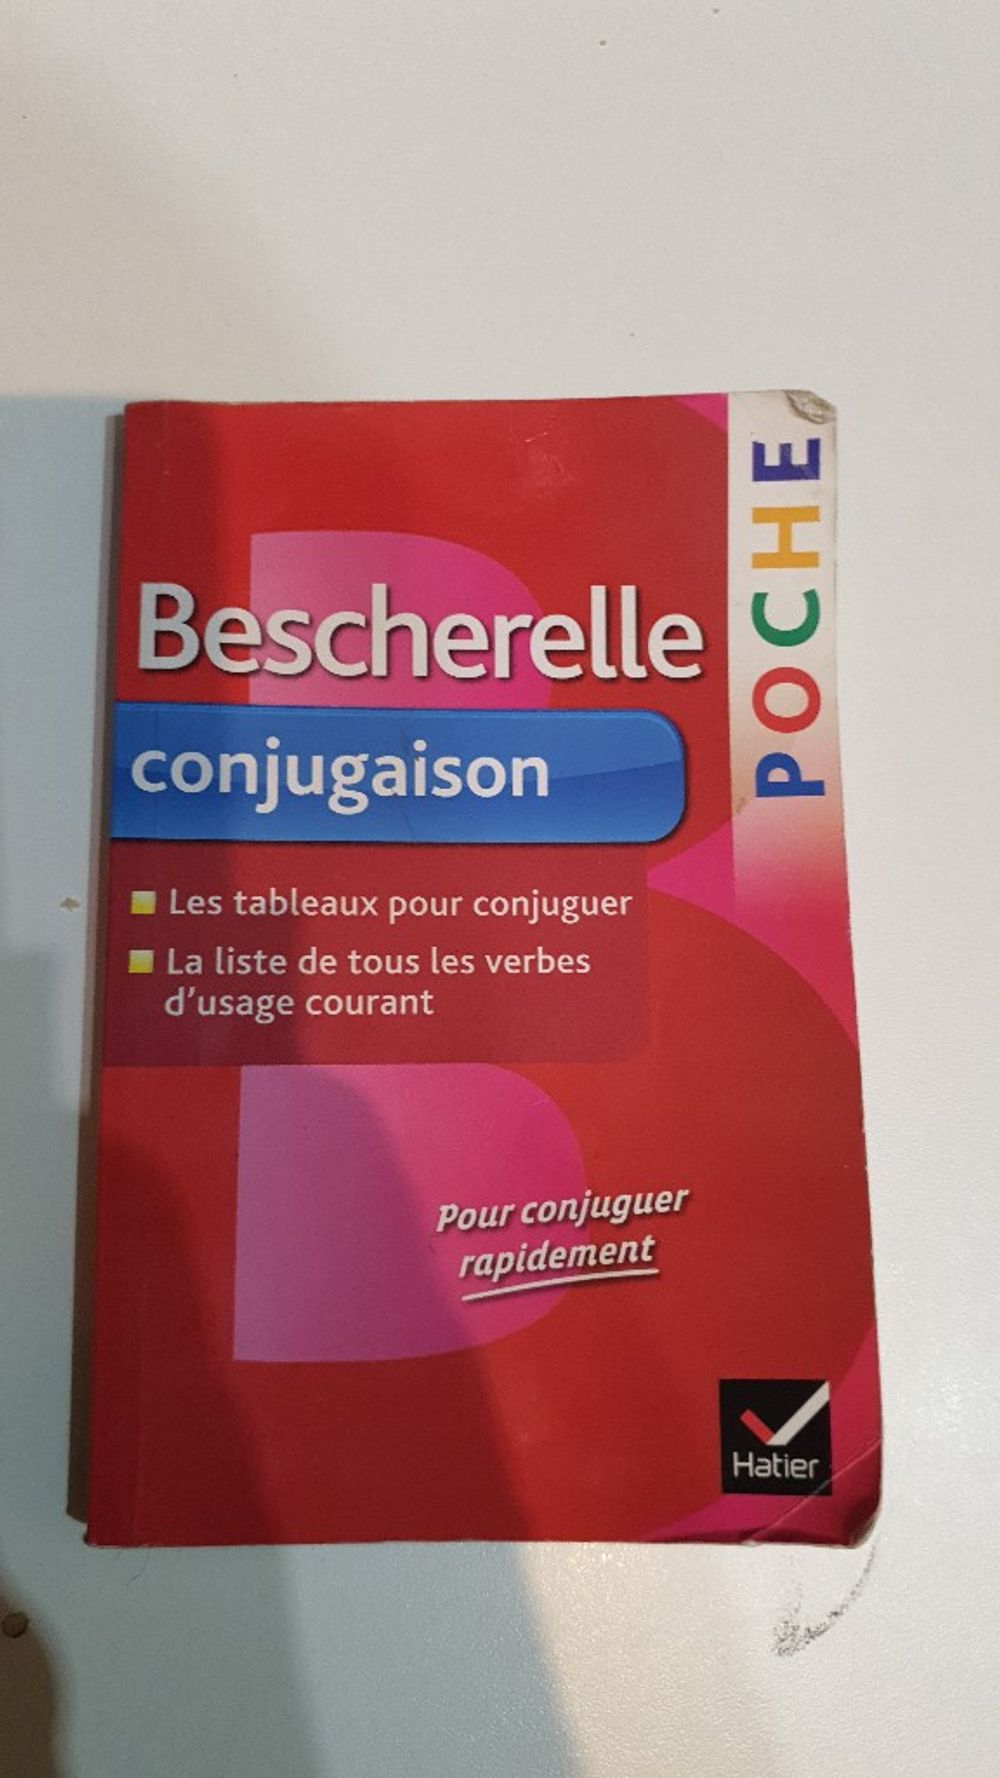 POCHE
Bescherelle
conjugaison
Les tableaux pour conjuguer
La liste de tous les verbes
d'usage courant
Pour conjuguer
rapidement
Hatier